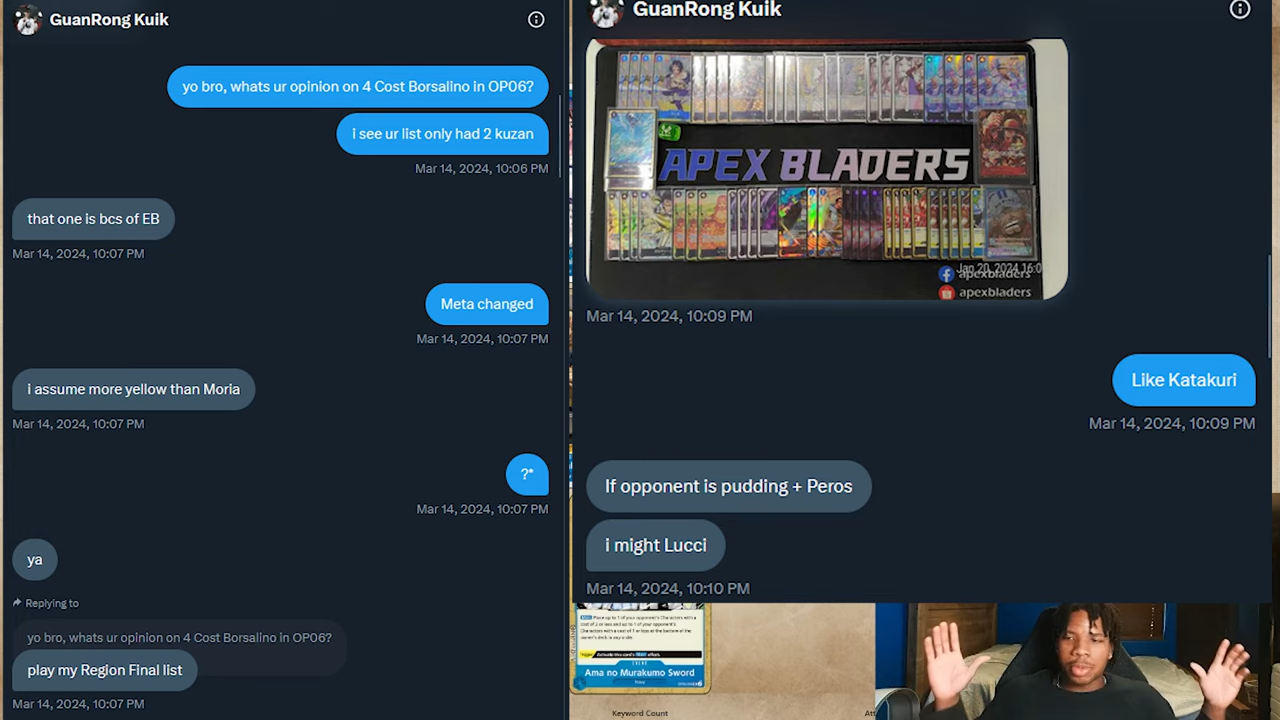 GuanRong Kuik
yo bro, whats ur opinion on 4 Cost Borsalino in OP06?
i see ur list only had 2 kuzan
Mar 14, 2024, 10:06 PM
that one is bcs of EB
Mar 14, 2024, 10:07 PM
Meta changed
Mar 14, 2024, 10:07 PM
i assume more yellow than Moria
Mar 14, 2024, 10:07 PM
?*
Mar 14, 2024, 10:07 PM
ya
Replying to
yo bro, whats ur opinion on 4 Cost Borsalino in OP06?
play my Region Final list
Mar 14, 2024, 10:07 PM
GuanRong Kuik
APEX BLADERS
Jan 20, 2024 16:0
apexbladers
apexbladers
Mar 14, 2024, 10:09 PM
Like Katakuri
Mar 14, 2024, 10:09 PM
If opponent is pudding + Peros
i might Lucci
Mar 14, 2024, 10:10 PM
Ama no Murakumo Sword
Keyword Count